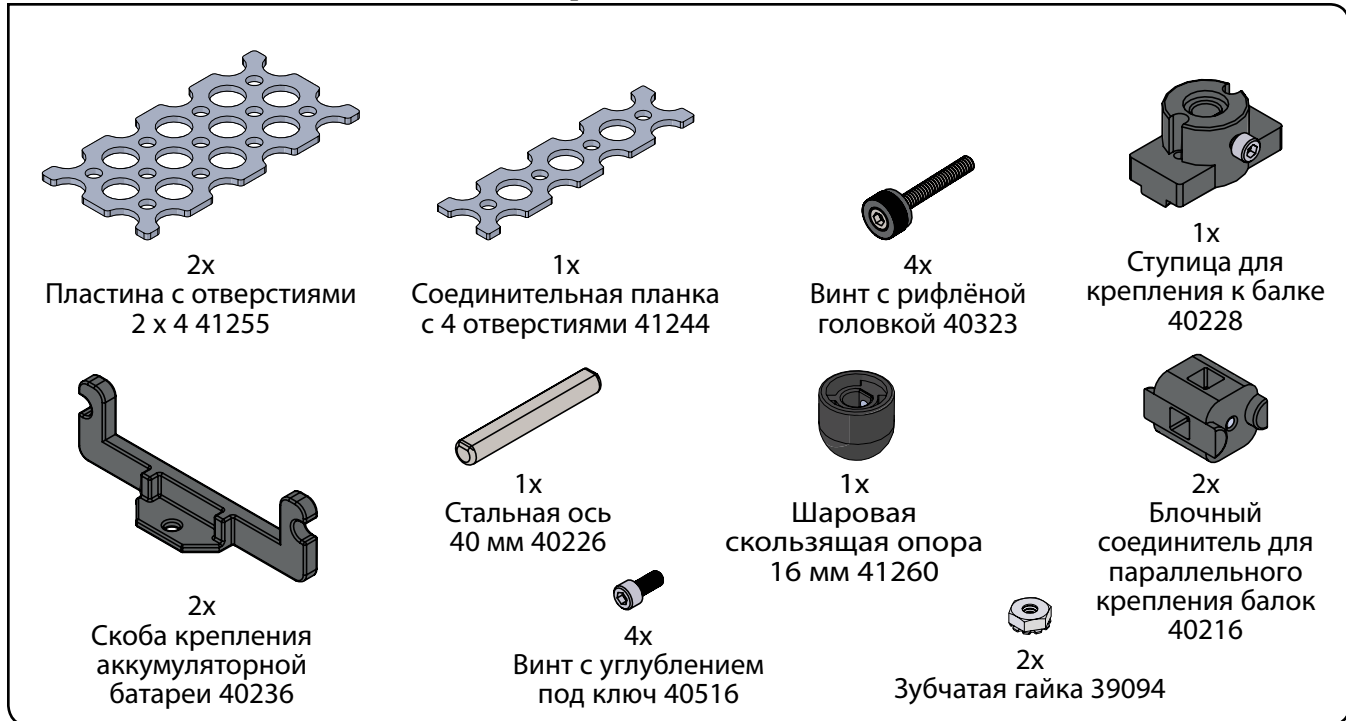 2x
Пластина с отверстиями
2 x 4 41255
1x
Соединительная планка
с 4 отверстиями 41244
4x
Винт с рифлёной
головкой 40323
1x
Ступица для
крепления к балке
40228
2x
Скоба крепления
аккумуляторной
батареи 40236
1x
Стальная ось
40 мм 40226
4x
Винт с углублением
под ключ 40516
1x
Шаровая
скользящая опора
16 мм 41260
2x
Зубчатая гайка 39094
2x
Блочный
соединитель для
параллельного
крепления балок
40216